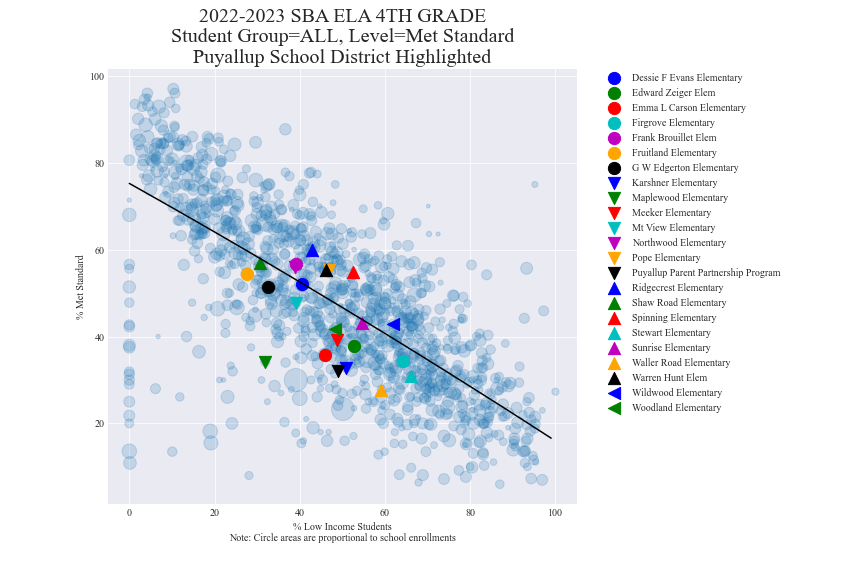 2022-2023 SBA ELA 4TH GRADE
Student Group=ALL, Level=Met Standard
Puyallup School District Highlighted
100
80
60
40
20
% Met Standard
0
20
40
60
80
100
% Low Income Students
Note: Circle areas are proportional to school enrollments
Dessie F Evans Elementary
Edward Zeiger Elem
Emma L Carson Elementary
Firgrove Elementary
Frank Brouillet Elem
Fruitland Elementary
G W Edgerton Elementary
Karshner Elementary
Maplewood Elementary
Meeker Elementary
Mt View Elementary
Northwood Elementary
Pope Elementary
Puyallup Parent Partnership Program
Ridgecrest Elementary
Shaw Road Elementary
Spinning Elementary
Stewart Elementary
Sunrise Elementary
Waller Road Elementary
Warren Hunt Elem
Wildwood Elementary
Woodland Elementary